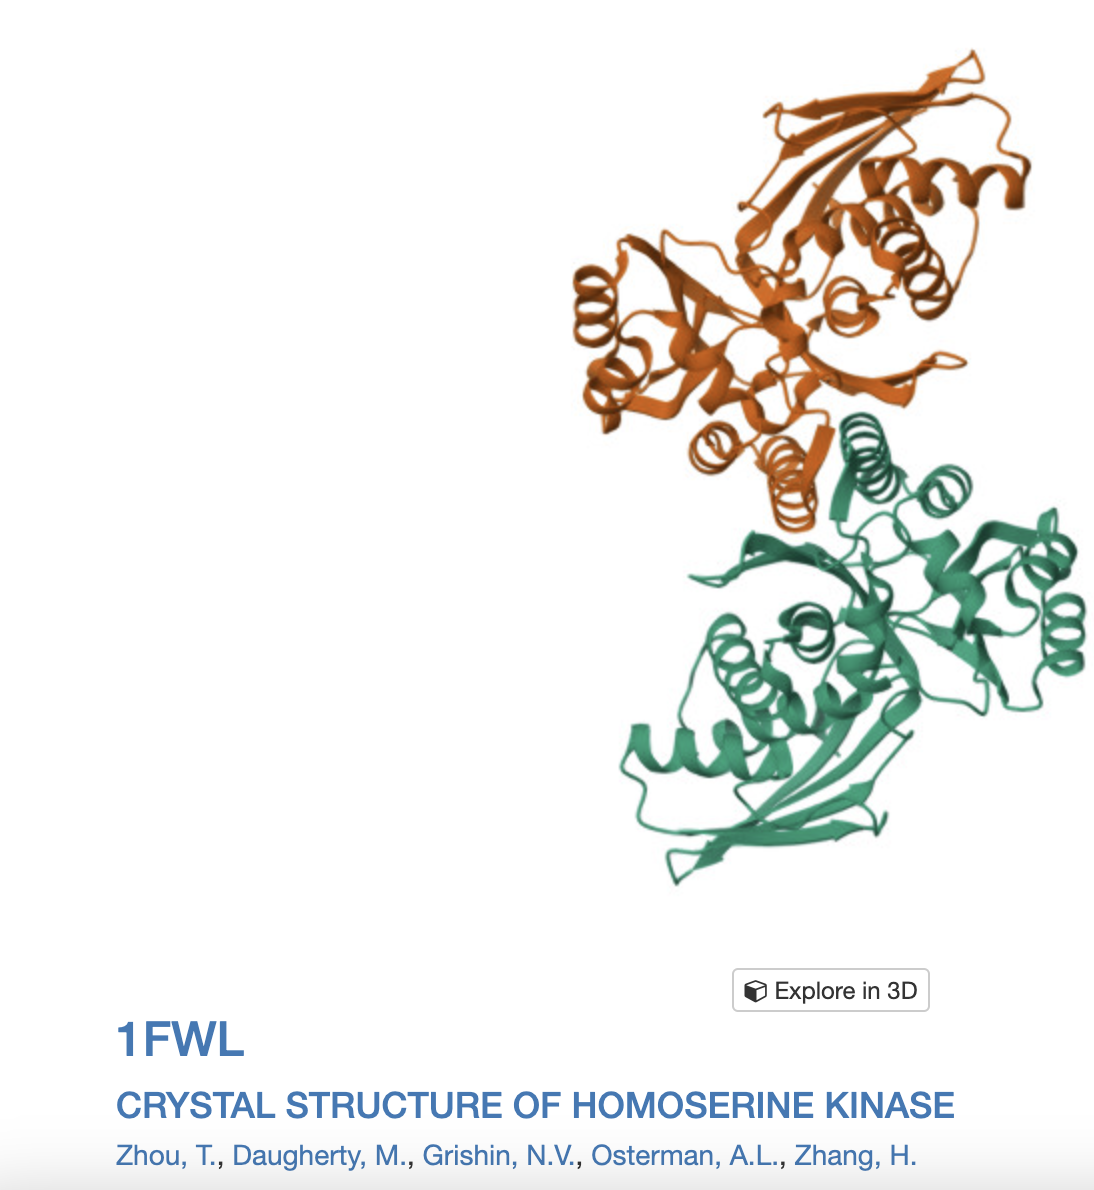 Explore in 3D
1FWL
CRYSTAL STRUCTURE OF HOMOSERINE KINASE
Zhou, T., Daugherty, M., Grishin, N.V., Osterman, A.L., Zhang, H.